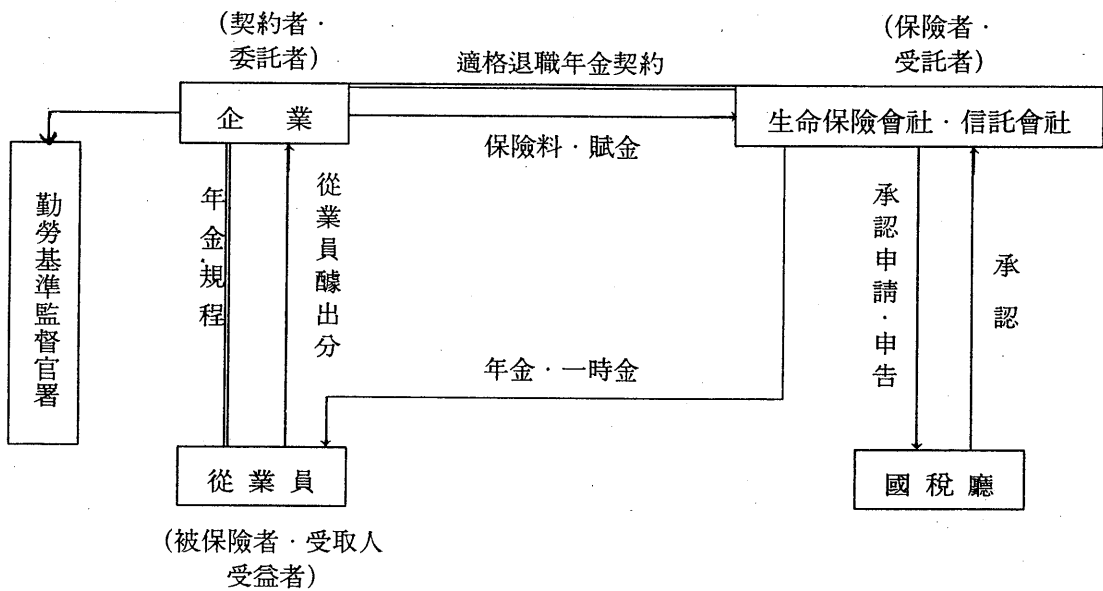 (契約者·
委託者)
(保險者·
受託者)
適格退職年金契約
企業
生命保險會社·信託會社
保險料·賦金
勤勞基準監督官署
年金·規程
從業員醵出分
承認申請·申告
承認
年金·一時金
從業員
國稅廳
(被保險者·受取人
受益者)